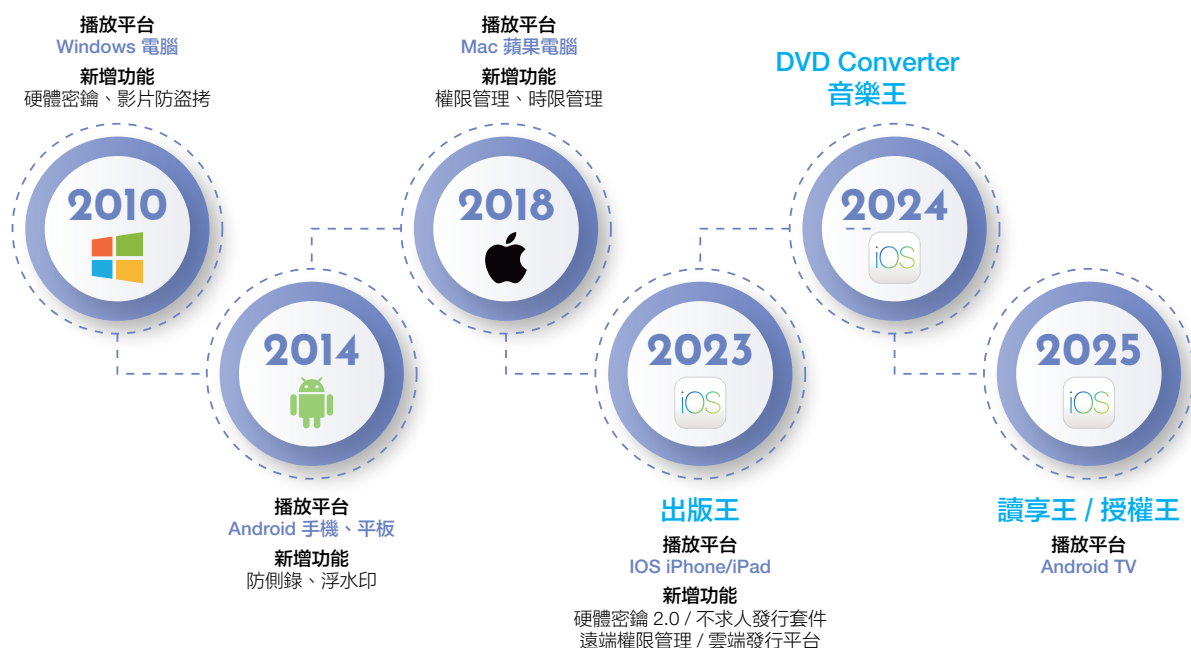 播放平台
Windows 電腦
新增功能
硬體密鑰、影片防盜拷
2010
2014
播放平台
Android 手機、平板
新增功能
防側錄、浮水印
播放平台
Mac 蘋果電腦
新增功能
權限管理、時限管理
2018
2023
iOS
出版王
播放平台
IOS iPhone/iPad
新增功能
硬體密鑰 2.0 / 不求人發行套件
遠端權限管理 / 雲端發行平台
DVD Converter
音樂王
2024
iOS
2025
iOS
讀享王 / 授權王
播放平台
Android TV